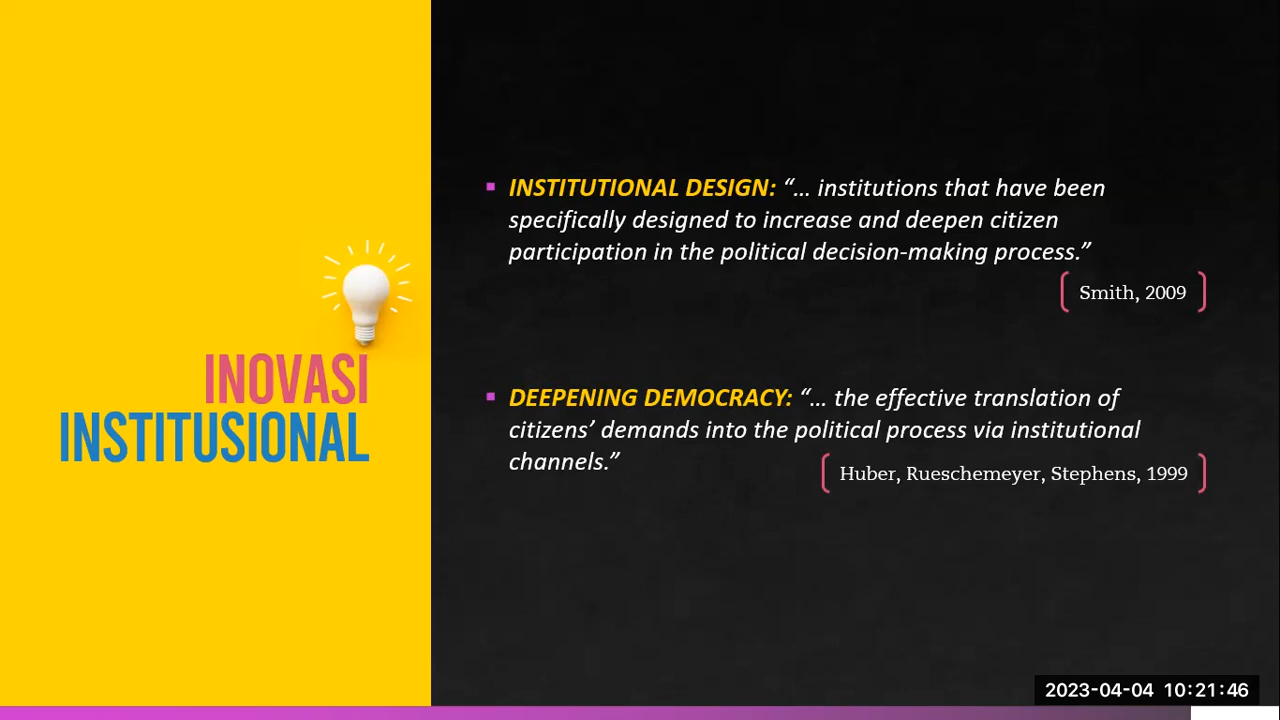 INOVASI
INSTITUSIONAL
INSTITUTIONAL DESIGN: “… institutions that have been
specifically designed to increase and deepen citizen
participation in the political decision-making process.”
Smith, 2009
DEEPENING DEMOCRACY: “… the effective translation of
citizens’ demands into the political process via institutional
channels.”
Huber, Rueschemeyer, Stephens, 1999
2023-04-04 10:21:46